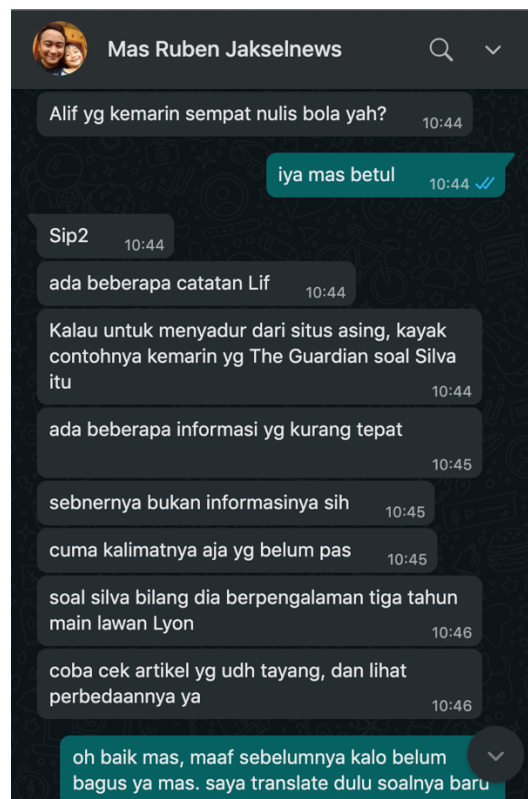 Mas Ruben Jakselnews
Alif yg kemarin sempat nulis bola yah?
10:44
iya mas betul
10:44
Sip2
10:44
ada beberapa catatan Lif
10:44
Kalau untuk menyadur dari situs asing, kayak
contohnya kemarin yg The Guardian soal Silva
itu
10:44
ada beberapa informasi yg kurang tepat
10:45
sebnernya bukan informasinya sih
10:45
cuma kalimatnya aja yg belum pas
10:45
soal silva bilang dia berpengalaman tiga tahun
main lawan Lyon
10:46
coba cek artikel yg udh tayang, dan lihat
perbedaannya ya
10:46
oh baik mas, maaf sebelumnya kalo belum
bagus ya mas. saya translate dulu soalnya baru